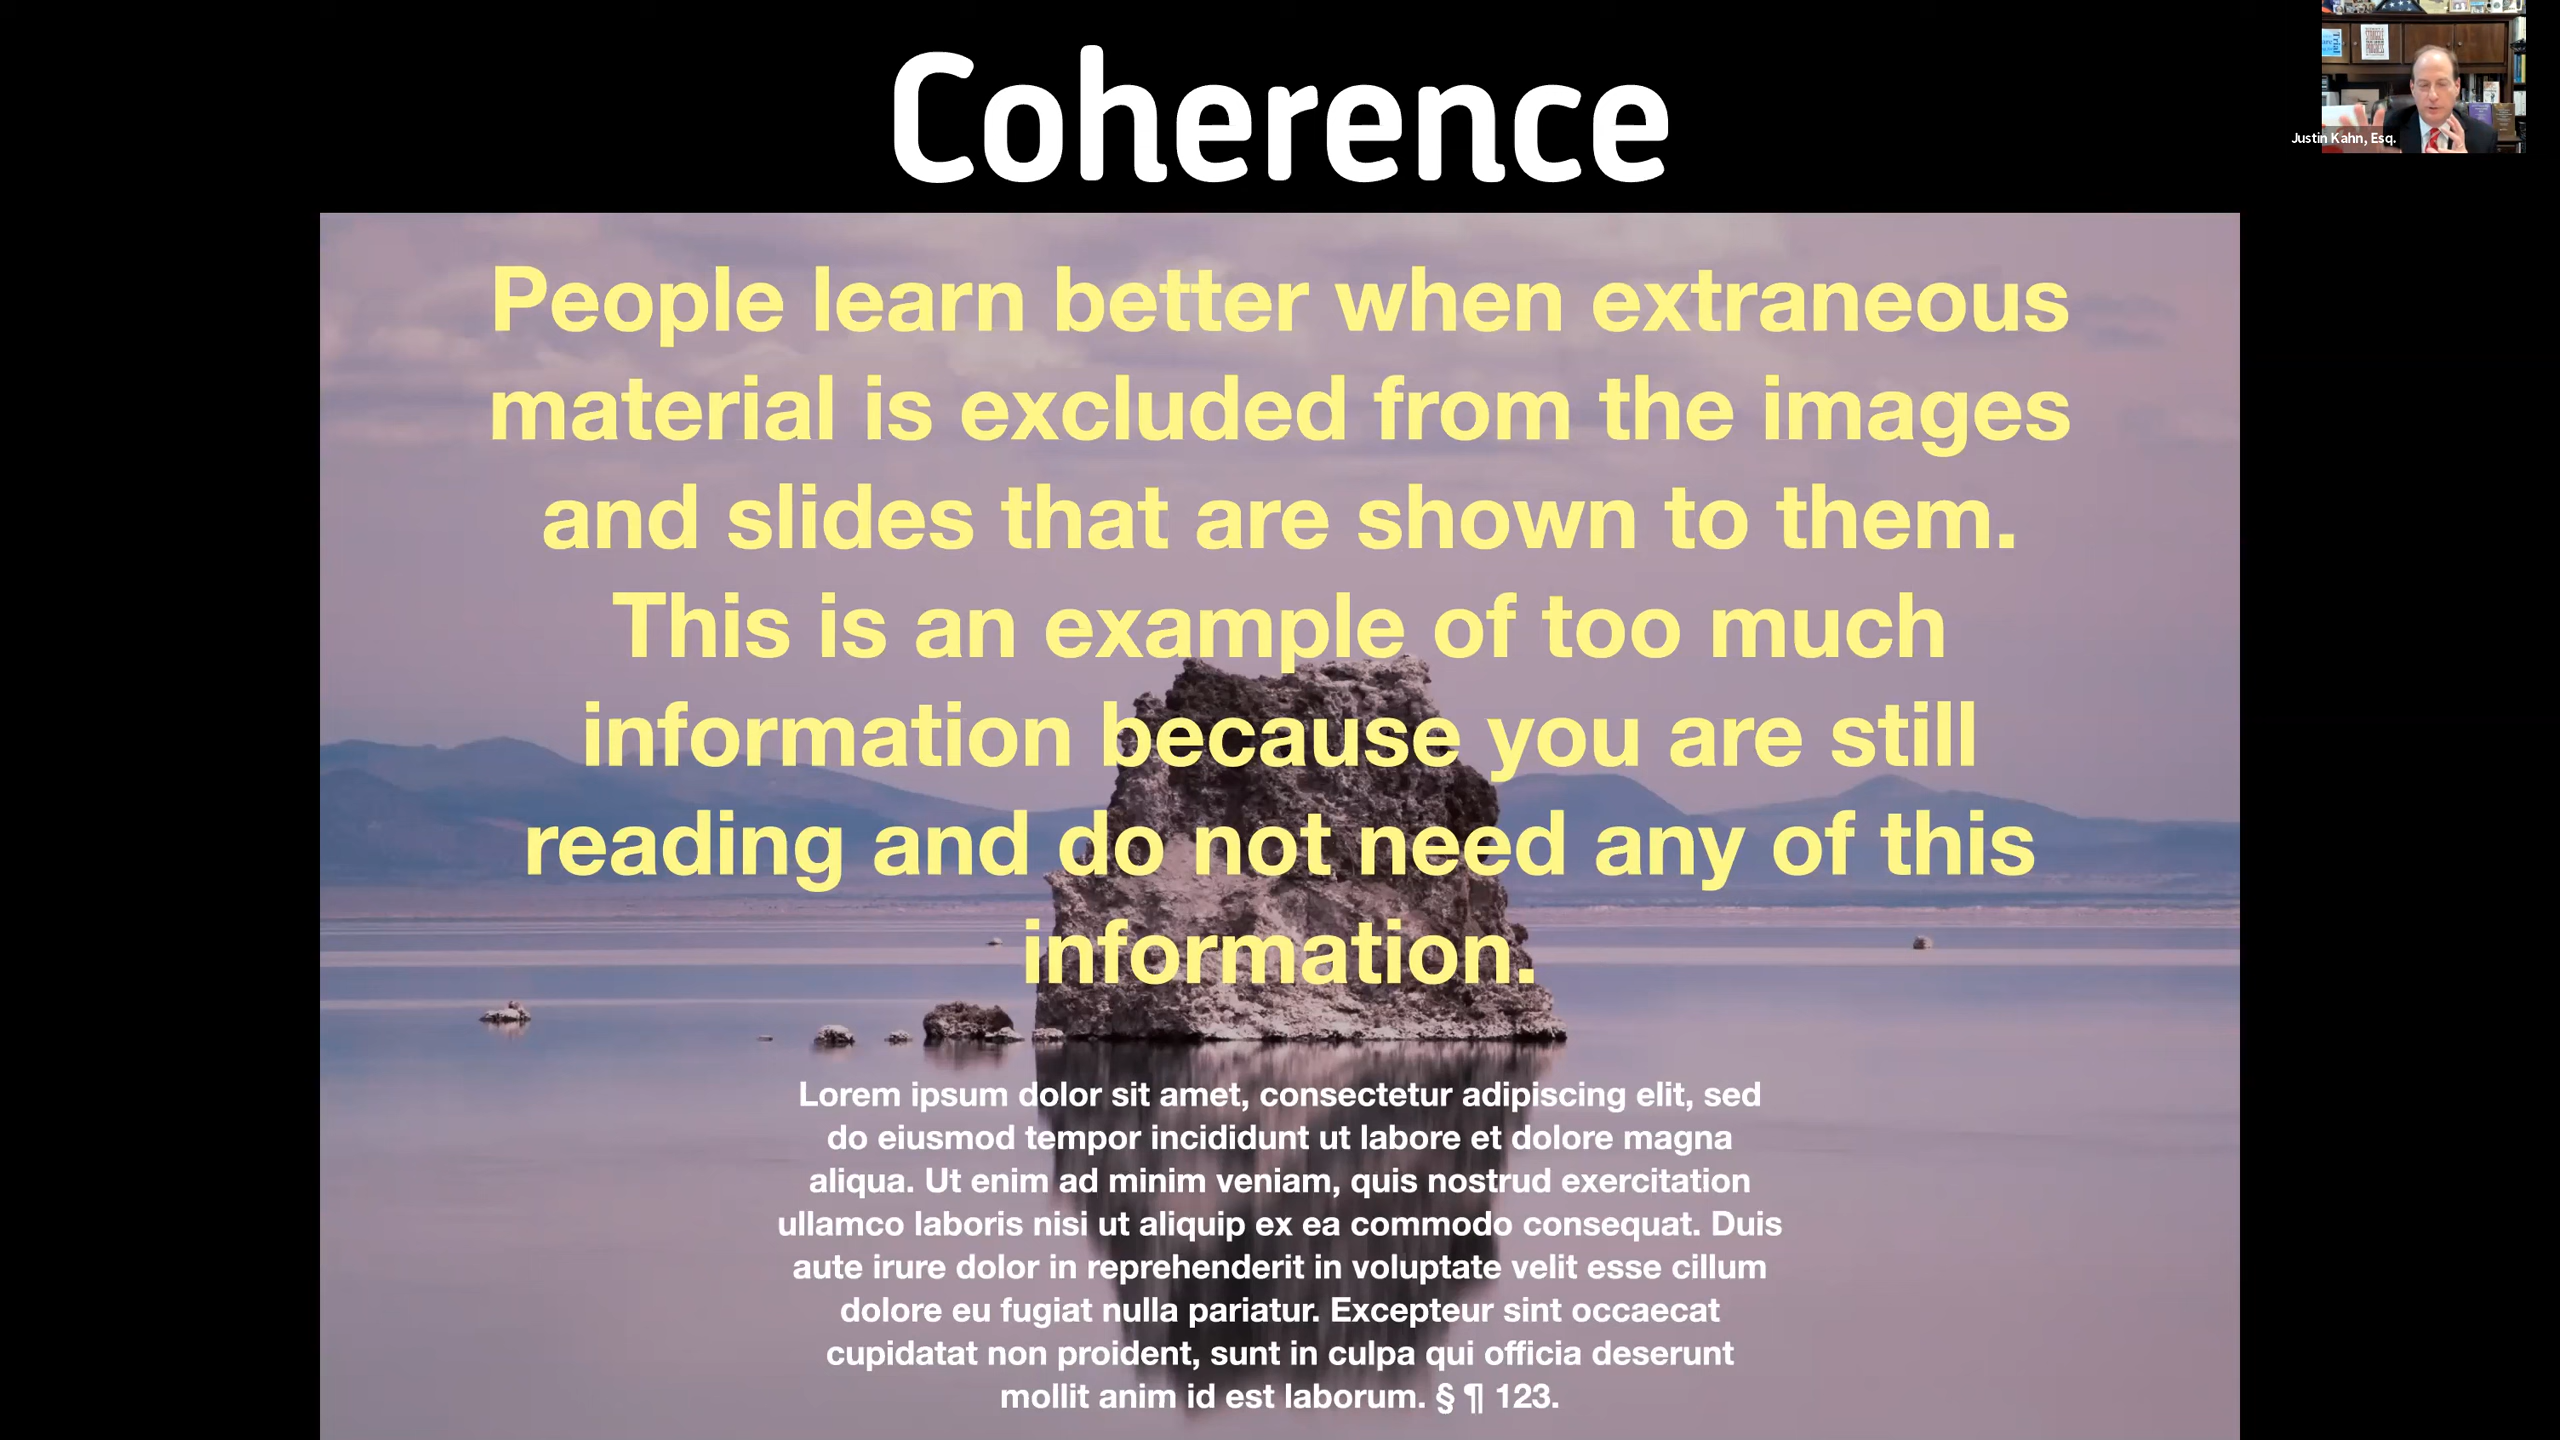 Coherence
Justin Kahn, Esq.
People learn better when extraneous
material is excluded from the images
and slides that are shown to them.
This is an example of too much
information because you are still
reading and do not need any of this
information.
Lorem ipsum dolor sit amet, consectetur adipiscing elit, sed
do eiusmod tempor incididunt ut labore et dolore magna
aliqua. Ut enim ad minim veniam, quis nostrud exercitation
ullamco laboris nisi ut aliquip ex ea commodo consequat. Duis
aute irure dolor in reprehenderit in voluptate velit esse cillum
dolore eu fugiat nulla pariatur. Excepteur sint occaecat
cupidatat non proident, sunt in culpa qui officia deserunt
mollit anim id est laborum. § ¶ 123.